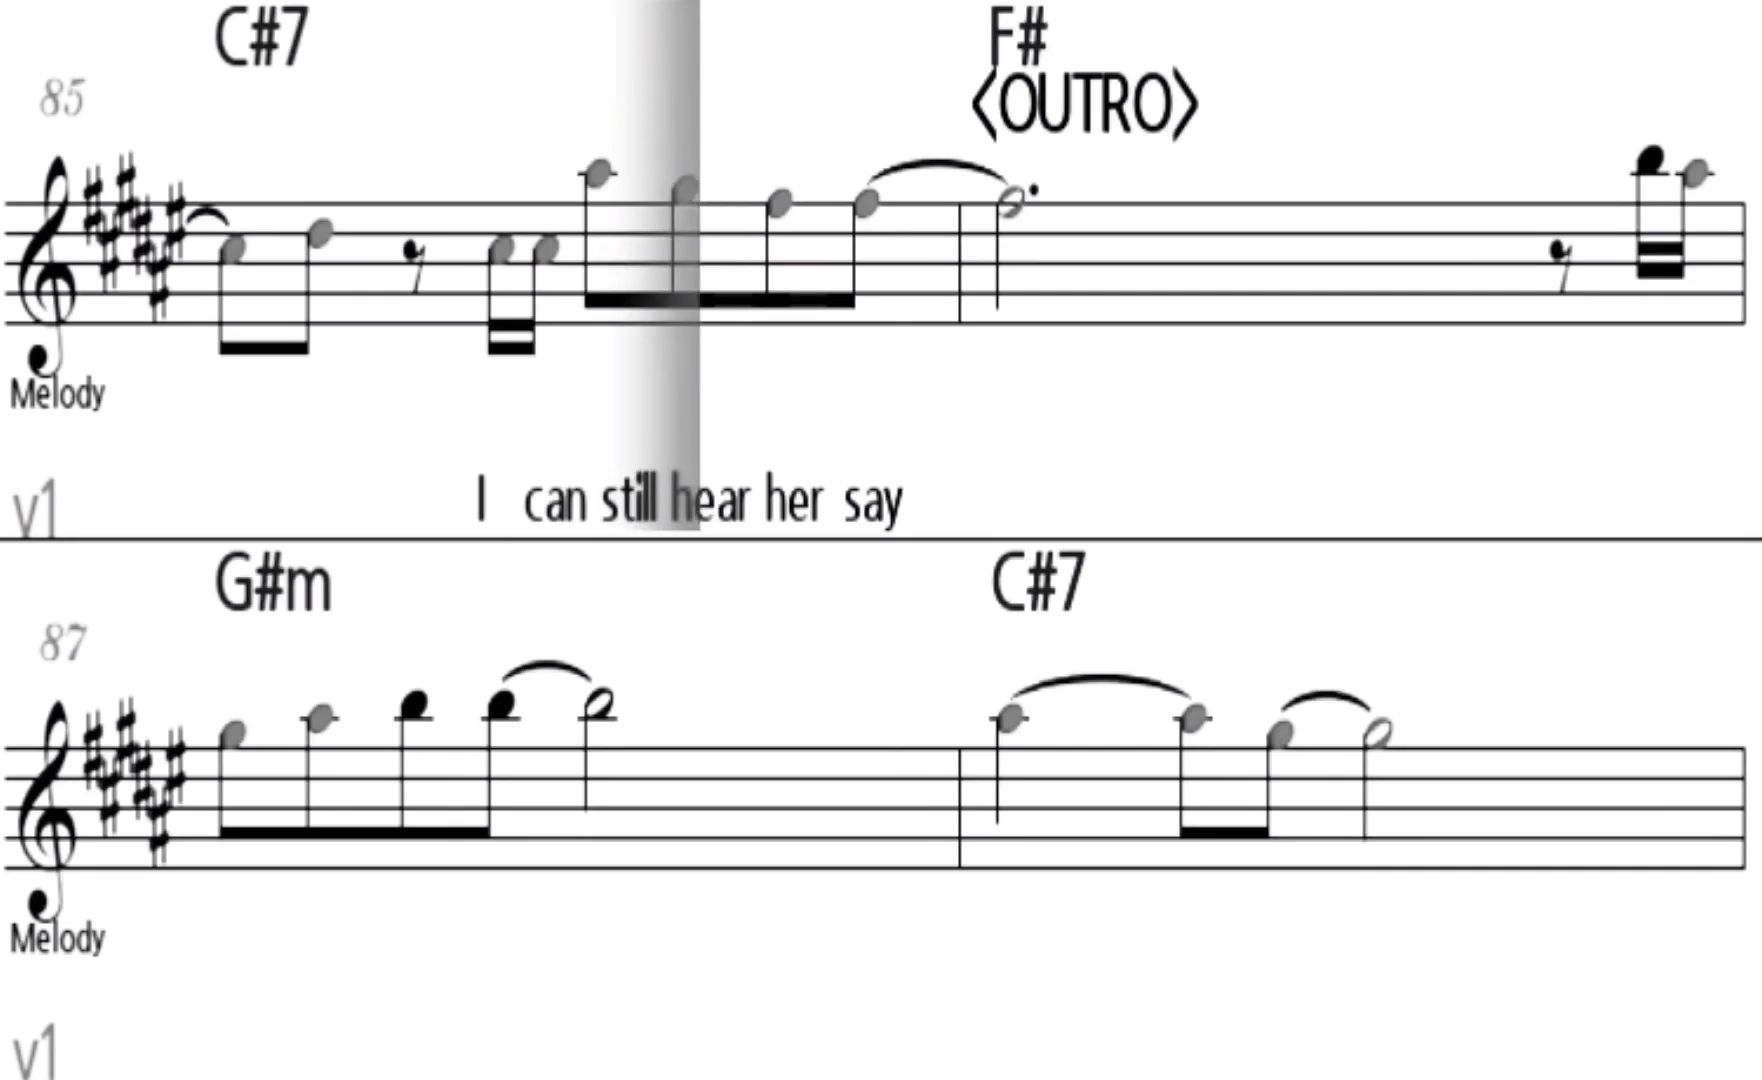 C#7 F#
85 <OUTRO>
Melody
v1 I can still hear her say
G#m C#7
87
Melody
v1